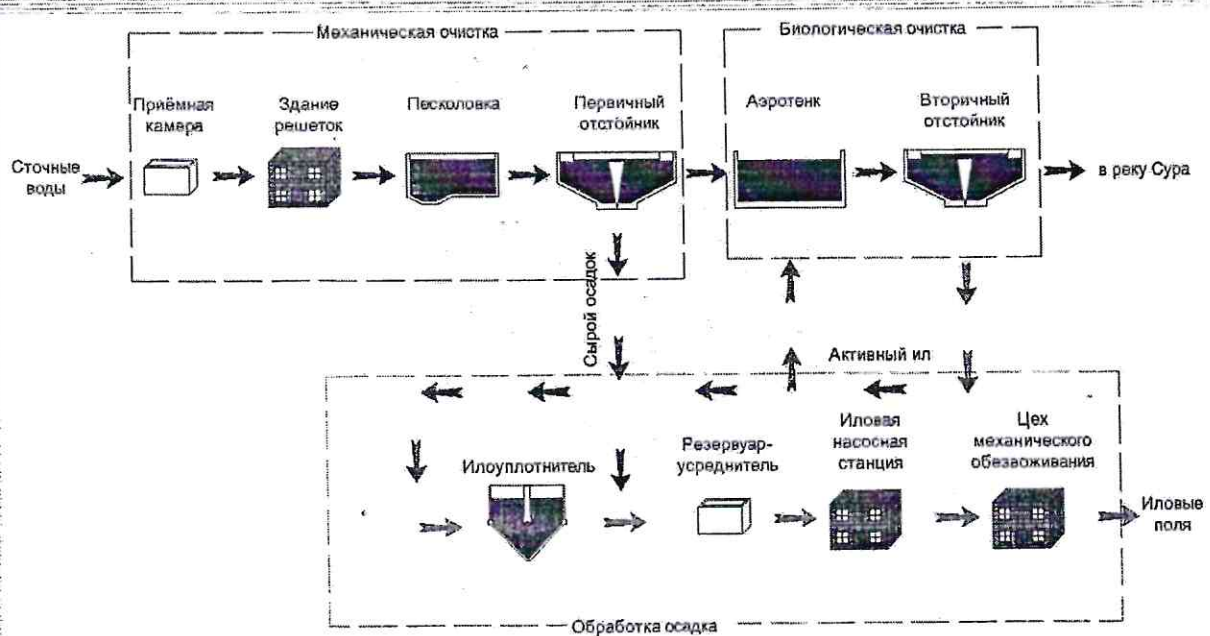 Механическая очистка
Биологическая очистка
Приёмная
камера
Здание
решеток
Песколовка
Первичный
отстойник
Аэротенк
Вторичный
отстойник
Сточные
воды
в реку Сура
Сырой осадок
Активный ил
Илоуплотнитель
Резервуар-
усреднитель
Иловая
насосная
станция
Цех
механического
обезвоживания
Иловые
поля
Обработка осадка